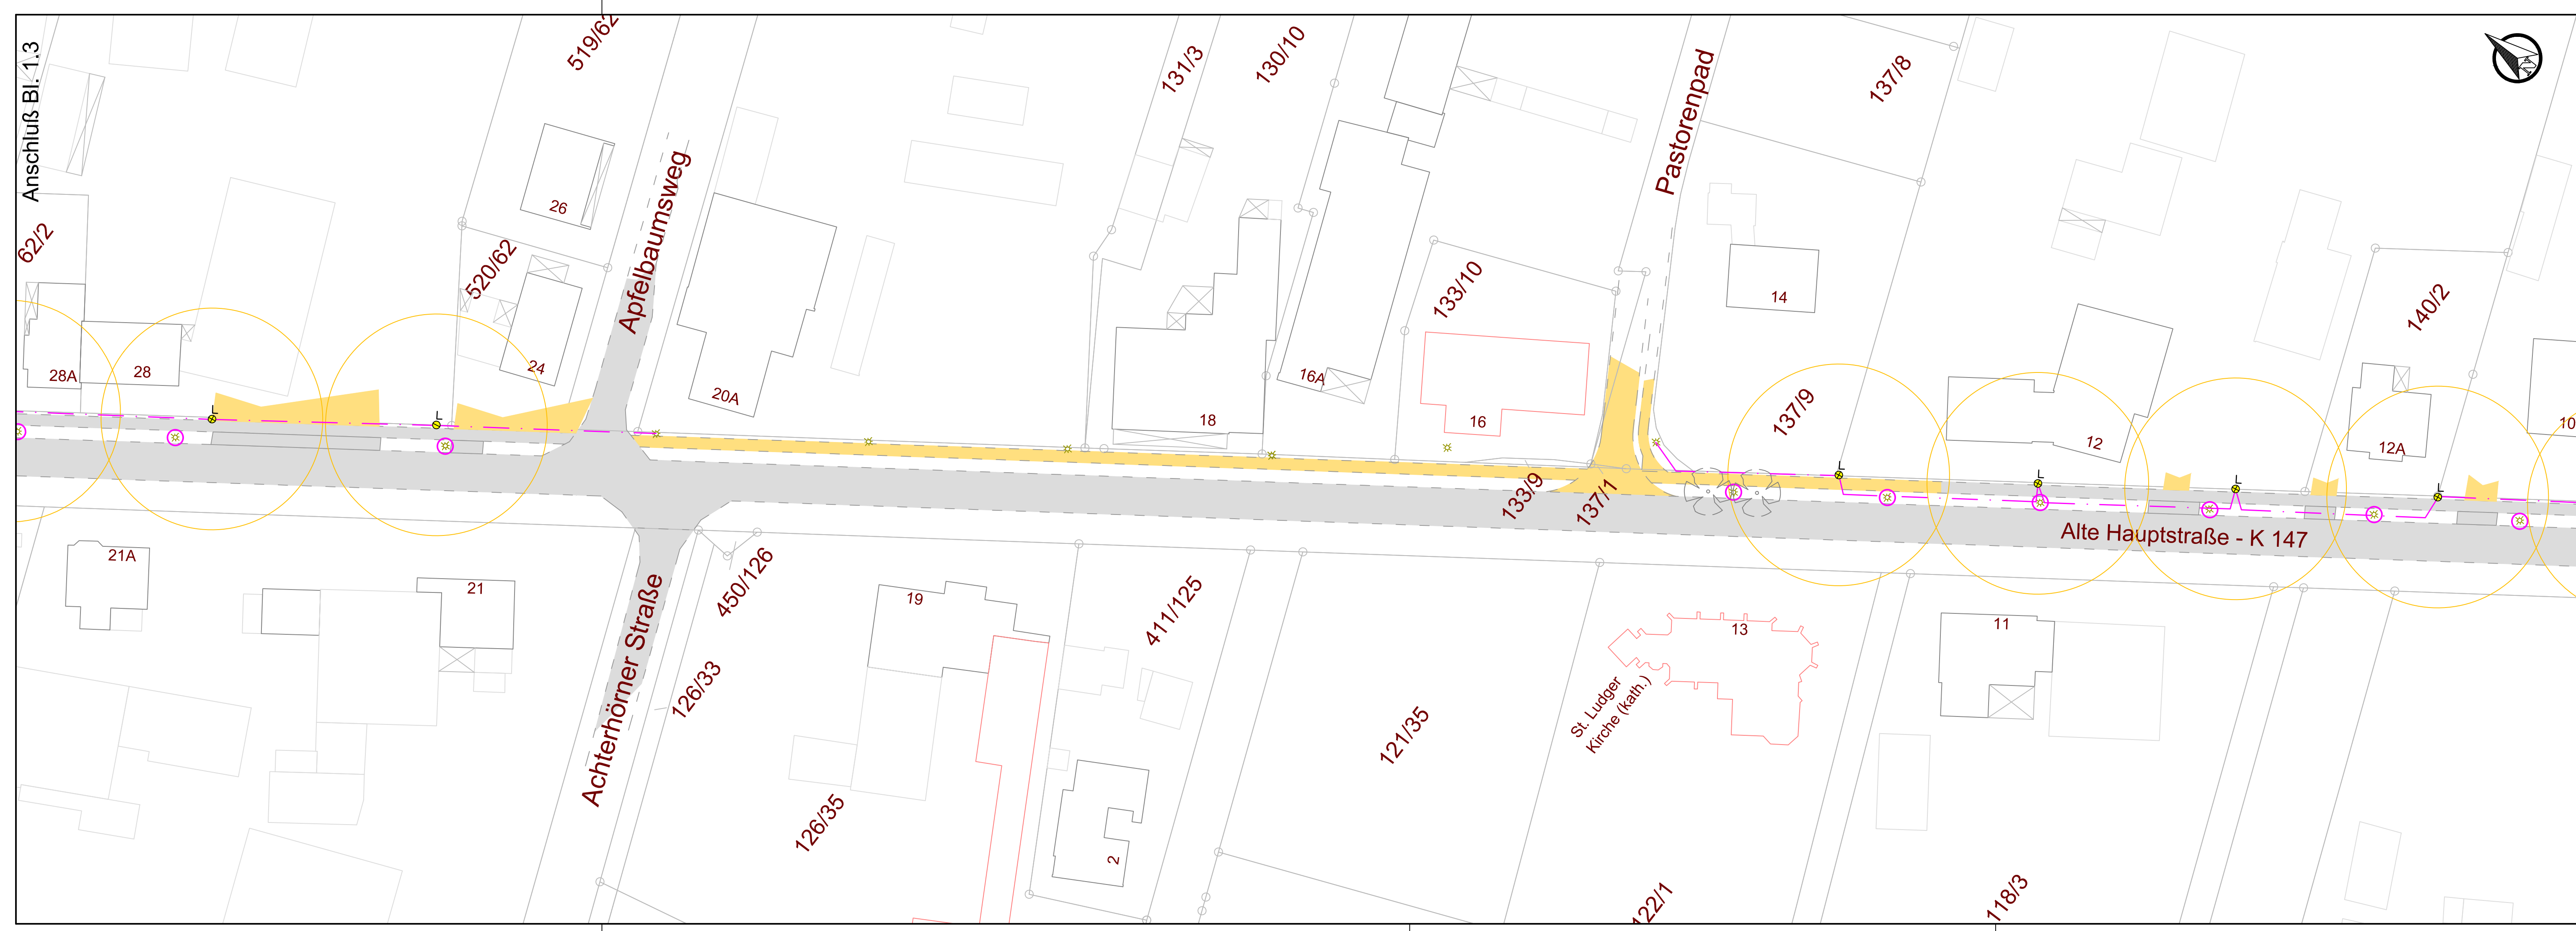 Anschluß Bl. 1.3
519/62
131/3
130/10
Pastorenpad
137/8
62/2
26
520/62
Apfelbaumsweg
133/10
14
140/2
28A
28
24
20A
16A
18
16
137/9
12
12A
10
L
L
L
L
L
L
133/9
137/1
Alte Hauptstraße - K 147
21A
21
Achterhörner Straße
450/126
126/33
19
411/125
121/35
St. Ludger
Kirche (kath.)
13
11
126/35
2
122/1
118/3